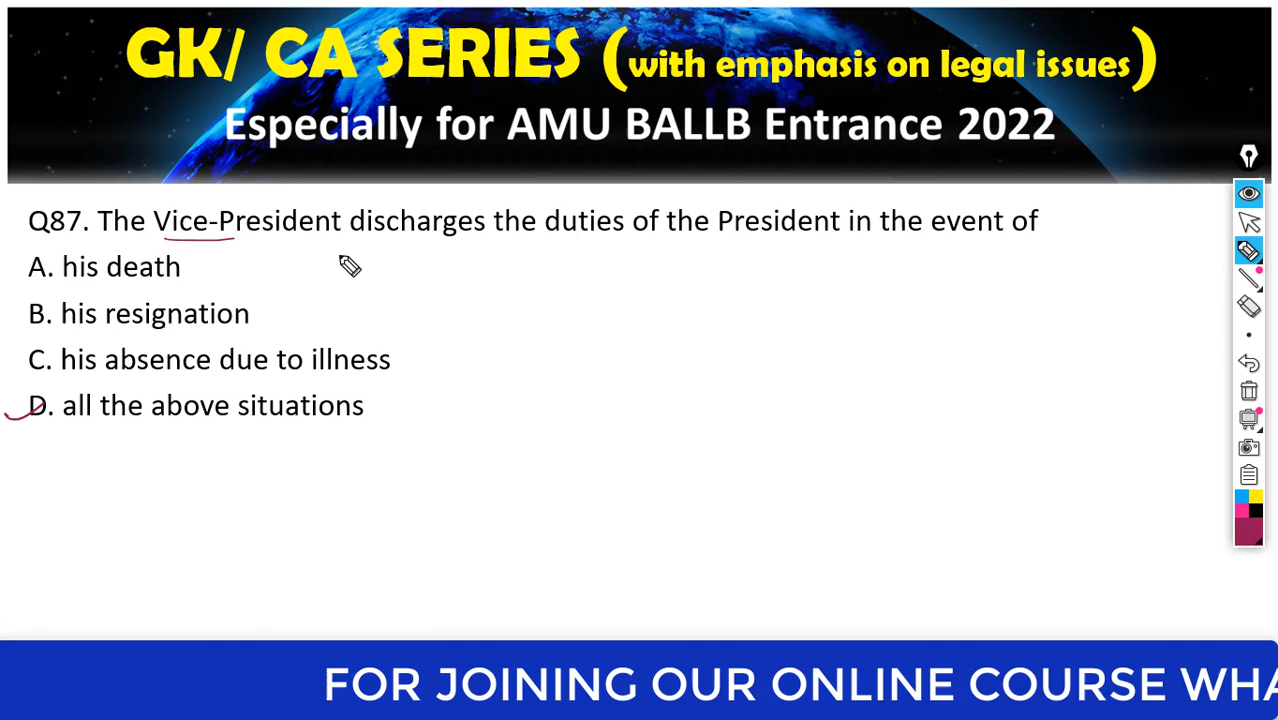 GK/ CA SERIES (with emphasis on legal issues)
Especially for AMU BALLB Entrance 2022
Q87. The Vice-President discharges the duties of the President in the event of
A. his death
B. his resignation
C. his absence due to illness
D. all the above situations
FOR JOINING OUR ONLINE COURSE WHA